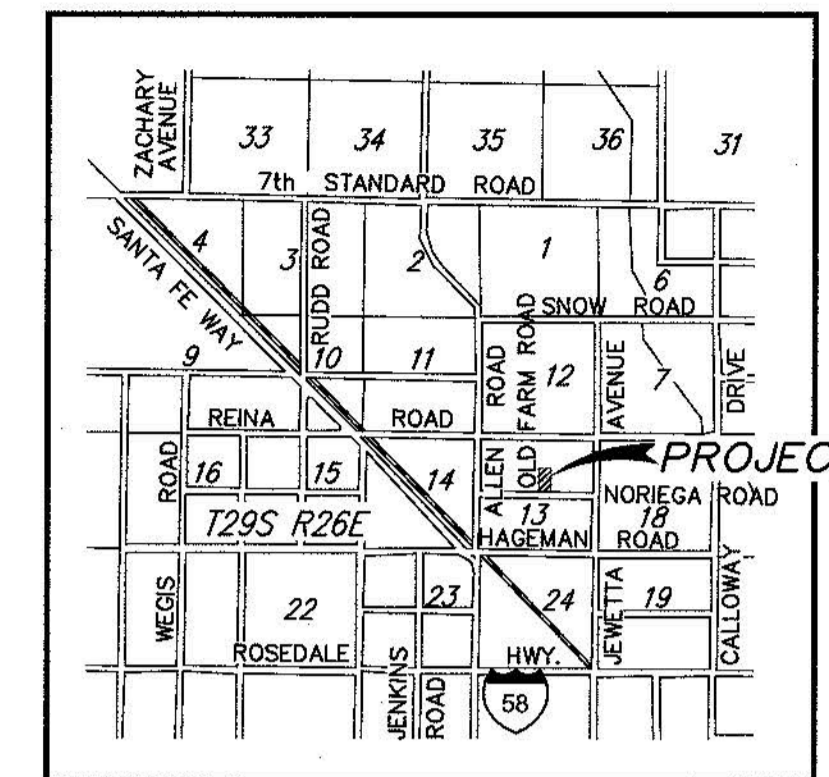 ZACHARY
AVENUE
33
34
35
36
31
7th STANDARD ROAD
SANTA FE WAY
4
3
RUDD ROAD
2
1
6
SNOW ROAD
9
10
11
ROAD
OLD FARM ROAD
12
AVENUE
7
DRIVE
REINA ROAD
ROAD
16
15
14
ALLEN
PROJEC
NORIEGA ROAD
T29S R26E
13
18
HAGEMAN ROAD
WEGIS
22
23
24
JEWETTA
19
CALLOWAY
ROSEDALE HWY.
JENKINS
ROAD
58